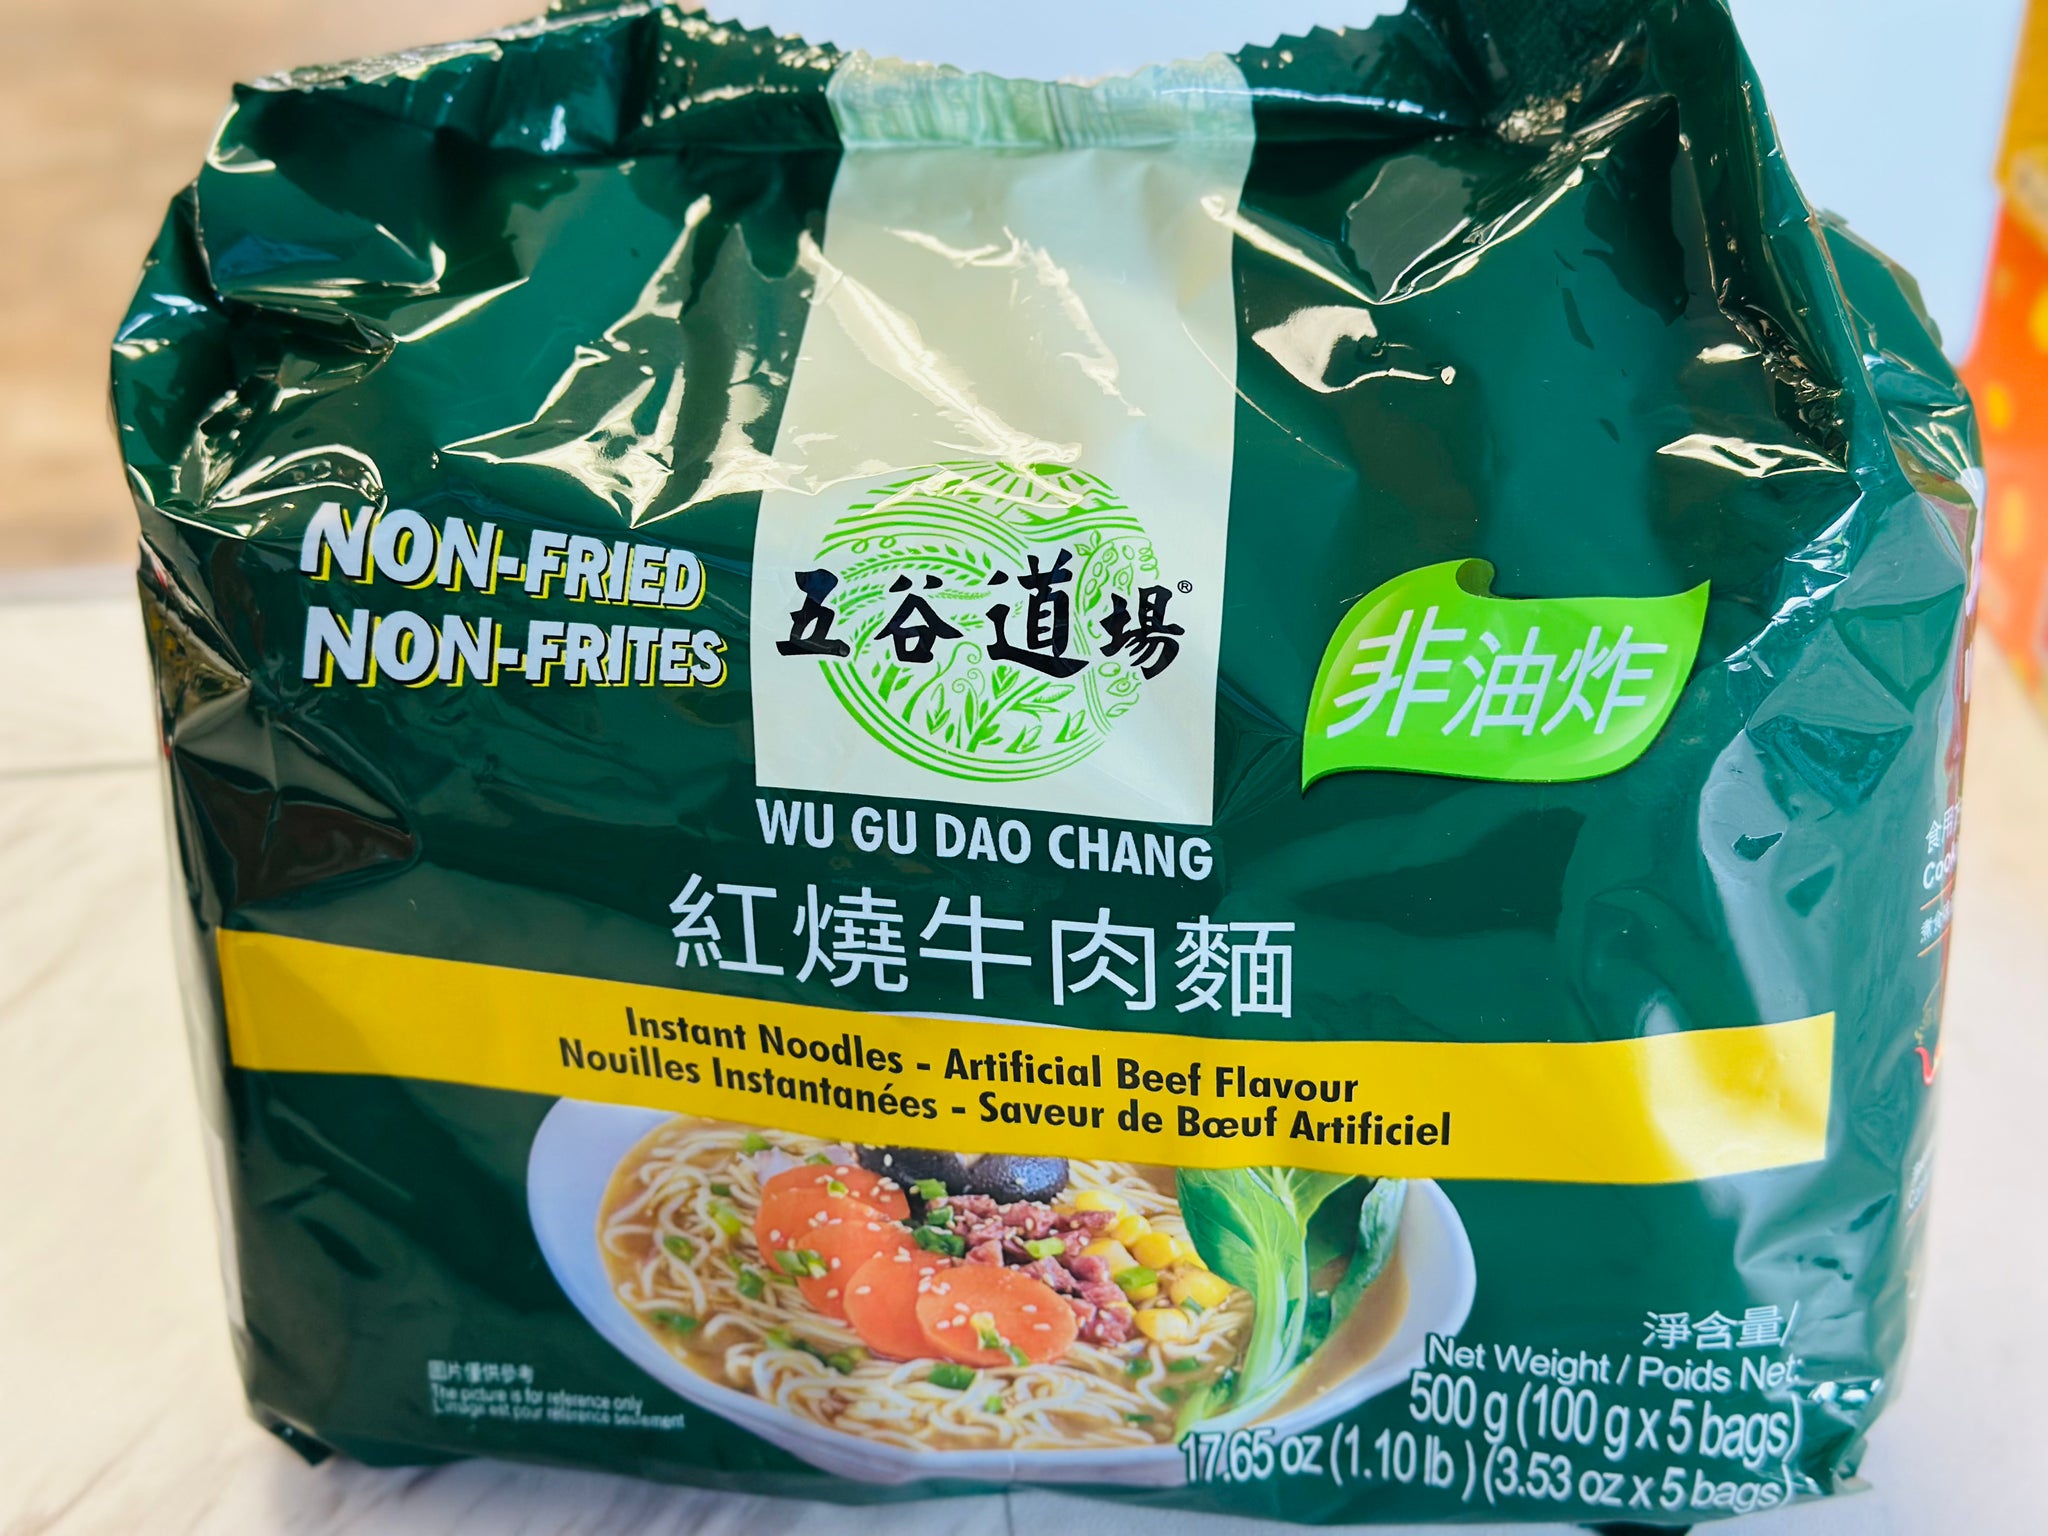 NON-FRIED
NON-FRITES
五谷道場®
非油炸
WU GU DAO CHANG
紅燒牛肉麵
Instant Noodles - Artificial Beef Flavour
Nouilles Instantanées - Saveur de Bœuf Artificiel
圖片僅供參考
The picture is for reference only
L'image est pour référence seulement
淨含量/
Net Weight / Poids Net:
500 g (100 g x 5 bags)
17.65 oz (1.10 lb) (3.53 oz x 5 bags)
食用